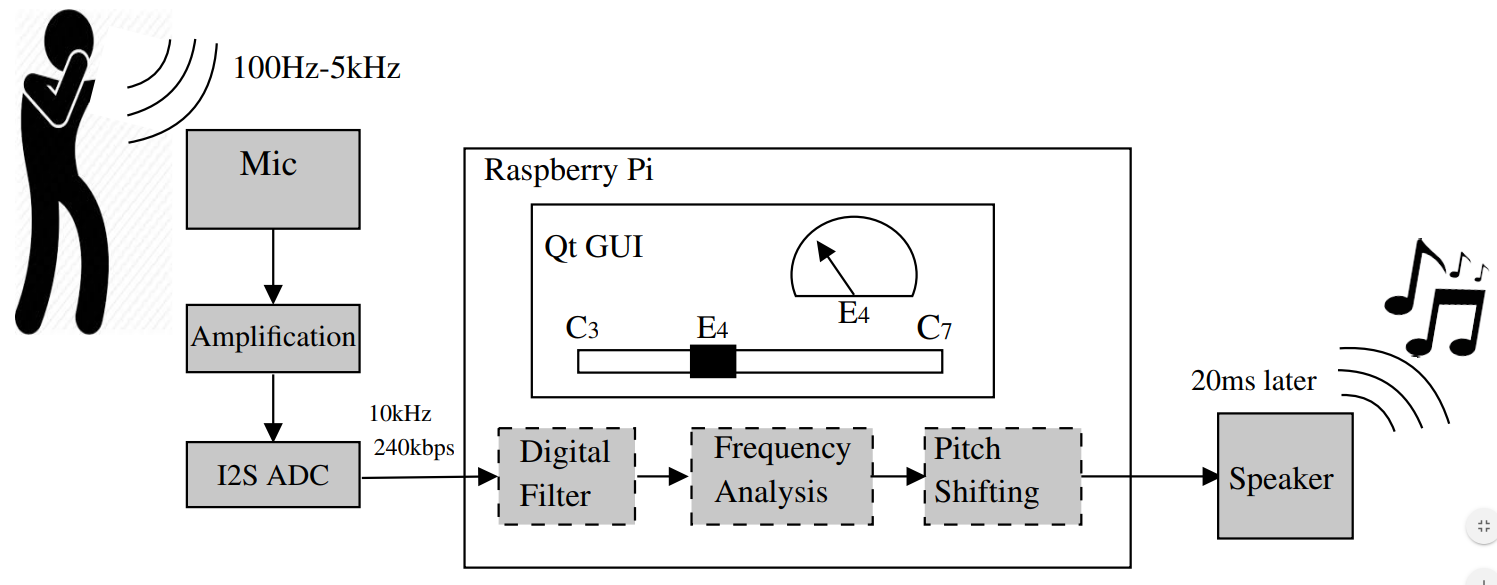 100Hz-5kHz
Mic
Amplification
I2S ADC
10kHz
240kbps
Raspberry Pi
Qt GUI
E4
C3
E4
C7
Digital
Filter
Frequency
Analysis
Pitch
Shifting
20ms later
Speaker